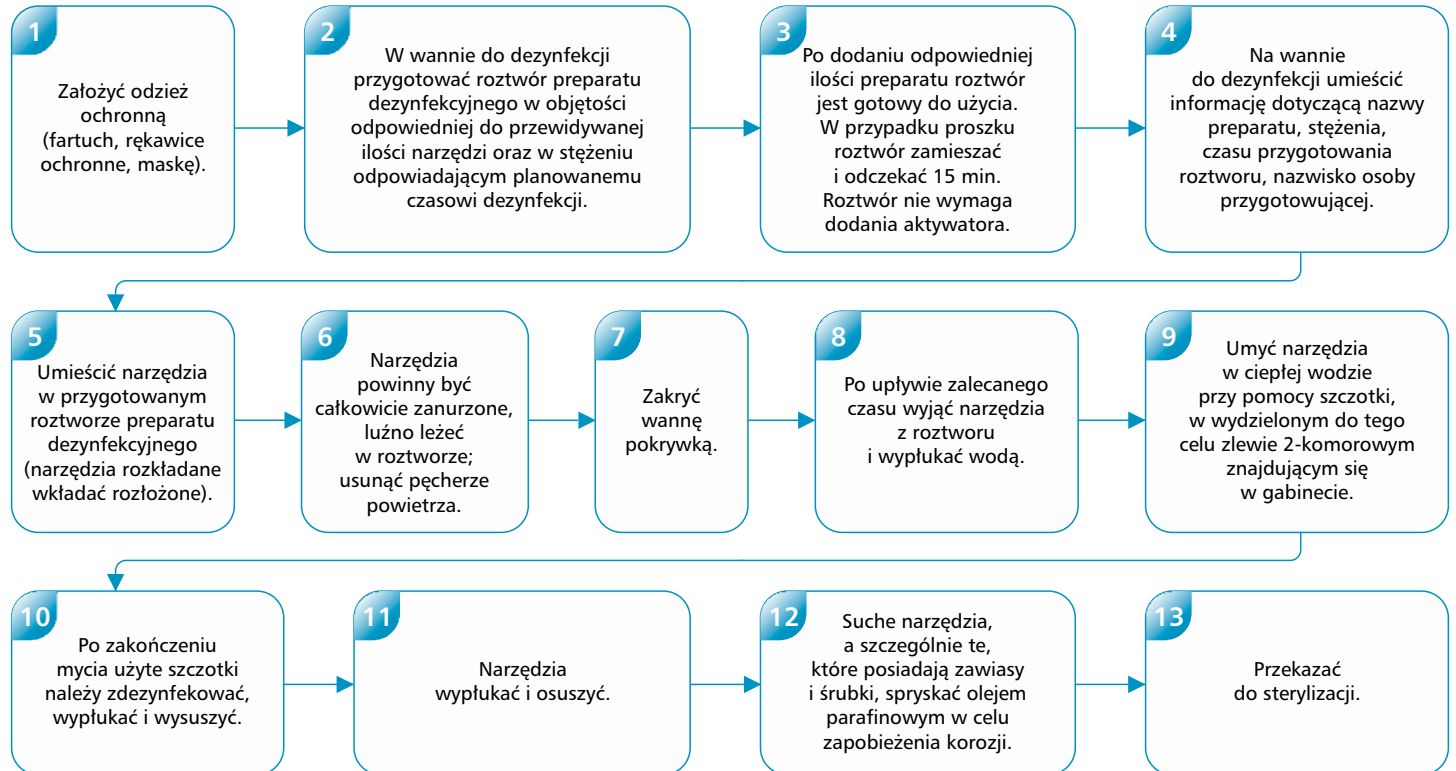 1
Założyć odzież
ochronną
(fartuch, rękawice
ochronne, maskę).
2
W wannie do dezynfekcji
przygotować roztwór preparatu
dezynfekcyjnego w objętości
odpowiedniej do przewidywanej
ilości narzędzi oraz w stężeniu
odpowiadającym planowanemu
czasowi dezynfekcji.
3
Po dodaniu odpowiedniej
ilości preparatu roztwór
jest gotowy do użycia.
W przypadku proszku
roztwór zamieszać
i odczekać 15 min.
Roztwór nie wymaga
dodania aktywatora.
4
Na wannie
do dezynfekcji umieścić
informację dotyczącą nazwy
preparatu, stężenia,
czasu przygotowania
roztworu, nazwisko osoby
przygotowującej.
5
Umieścić narzędzia
w przygotowanym
roztworze preparatu
dezynfekcyjnego
(narzędzia rozkładane
wkładać rozłożone).
6
Narzędzia
powinny być
całkowicie zanurzone,
luźno leżeć
w roztworze;
usunąć pęcherze
powietrza.
7
Zakryć
wannę
pokrywką.
8
Po upływie zalecanego
czasu wyjąć narzędzia
z roztworu
i wypłukać wodą.
9
Umyć narzędzia
w ciepłej wodzie
przy pomocy szczotki,
w wydzielonym do tego
celu zlewie 2-komorowym
znajdującym się
w gabinecie.
10
Po zakończeniu
mycia użyte szczotki
należy zdezynfekować,
wypłukać i wysuszyć.
11
Narzędzia
wypłukać i osuszyć.
12
Suche narzędzia,
a szczególnie te,
które posiadają zawiasy
i śrubki, spryskać olejem
parafinowym w celu
zapobieżenia korozji.
13
Przekazać
do sterylizacji.